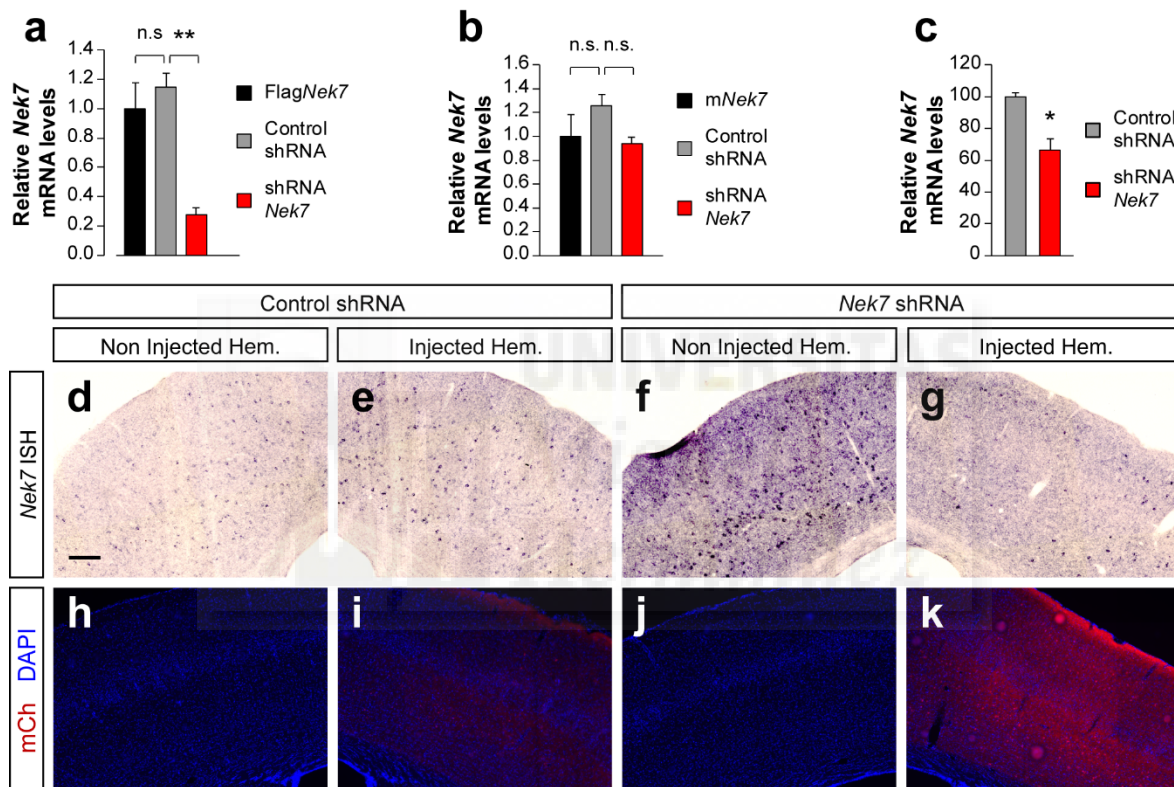 a
n.s **
Relative Nek7
mRNA levels
1.4
1.2
1.0
0.8
0.6
0.4
0.2
0.0
FlagNek7
Control
shRNA
shRNA
Nek7
b
n.s. n.s.
Relative Nek7
mRNA levels
1.6
1.4
1.2
1.0
0.8
0.6
0.4
0.2
0.0
mNek7
Control
shRNA
shRNA
Nek7
c
Relative Nek7
mRNA levels
120
100
80
60
40
20
0
*
Control
shRNA
shRNA
Nek7
Control shRNA
Nek7 shRNA
Non Injected Hem.
Injected Hem.
Non Injected Hem.
Injected Hem.
Nek7 ISH
d
e
f
g
UNIVERSITAS
mCh DAPI
h
i
j
k